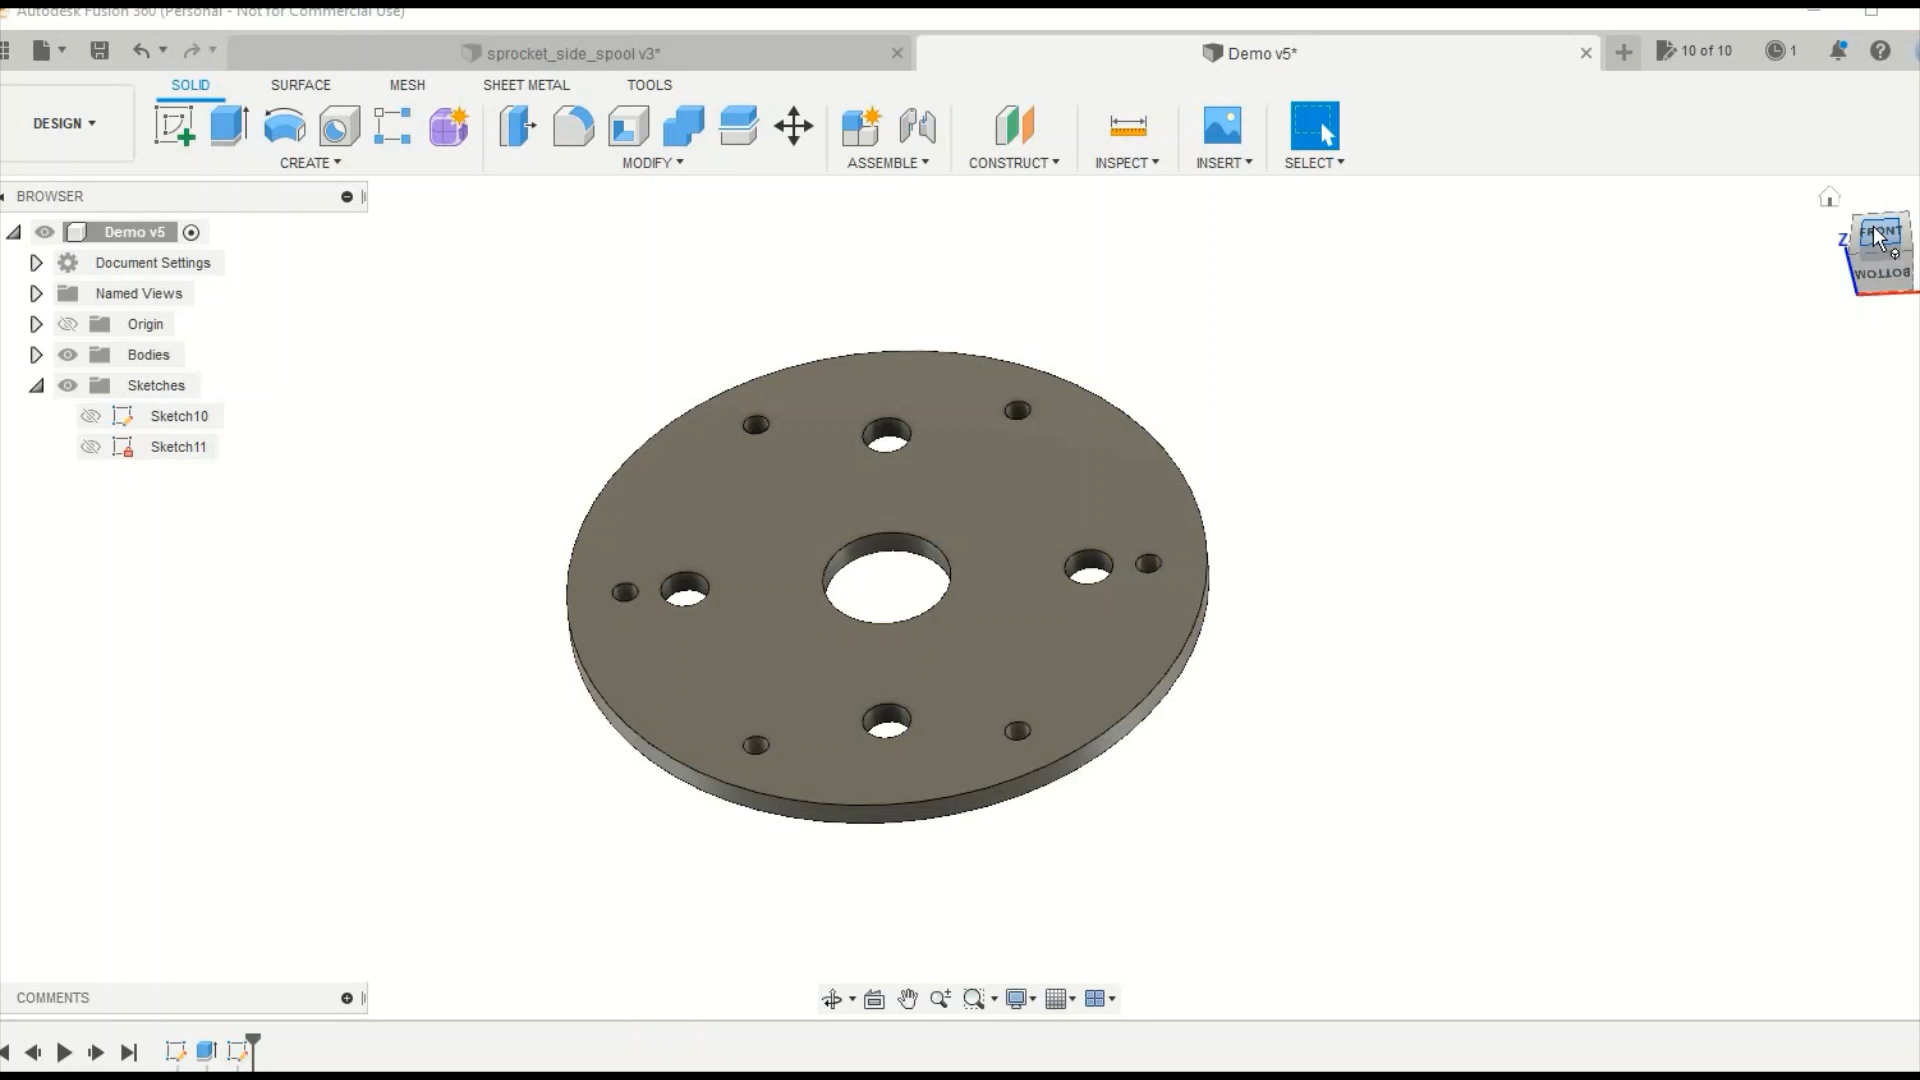 Autodesk Fusion 360 (Personal - Not for Commercial Use)
sprocket_side_spool v3*
Demo v5*
10 of 10
1
SOLID
SURFACE
MESH
SHEET METAL
TOOLS
DESIGN
CREATE
MODIFY
ASSEMBLE
CONSTRUCT
INSPECT
INSERT
SELECT
BROWSER
Demo v5
Document Settings
Named Views
Origin
Bodies
Sketches
Sketch10
Sketch11
FRONT
Z
BOTTOM
COMMENTS